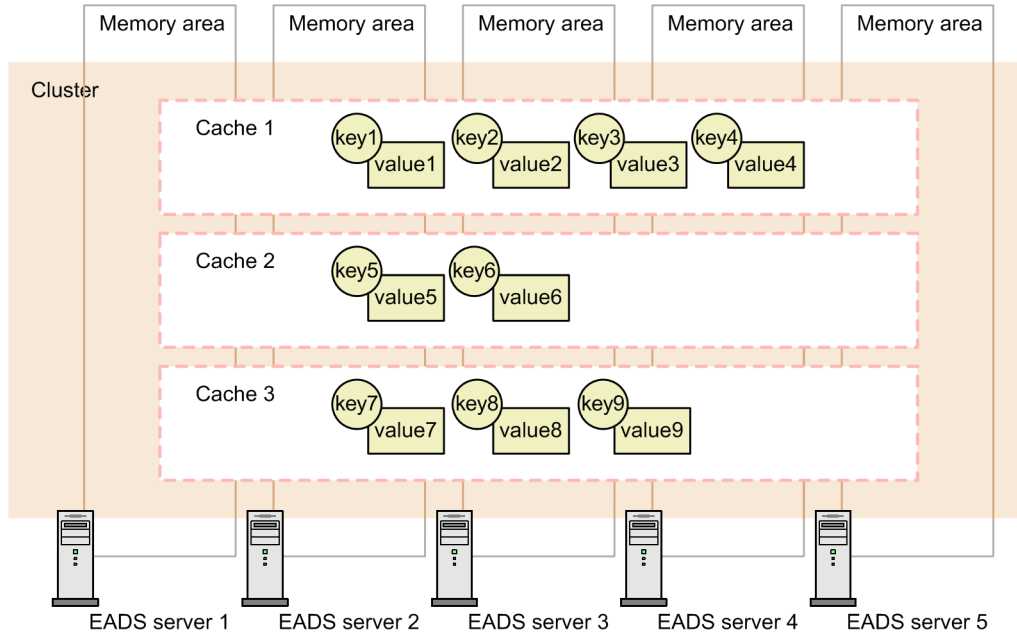 Memory area Memory area Memory area Memory area Memory area
Cluster
Cache 1
key1 key2 key3 key4
value1 value2 value3 value4
Cache 2
key5 key6
value5 value6
Cache 3
key7 key8 key9
value7 value8 value9
EADS server 1 EADS server 2 EADS server 3 EADS server 4 EADS server 5